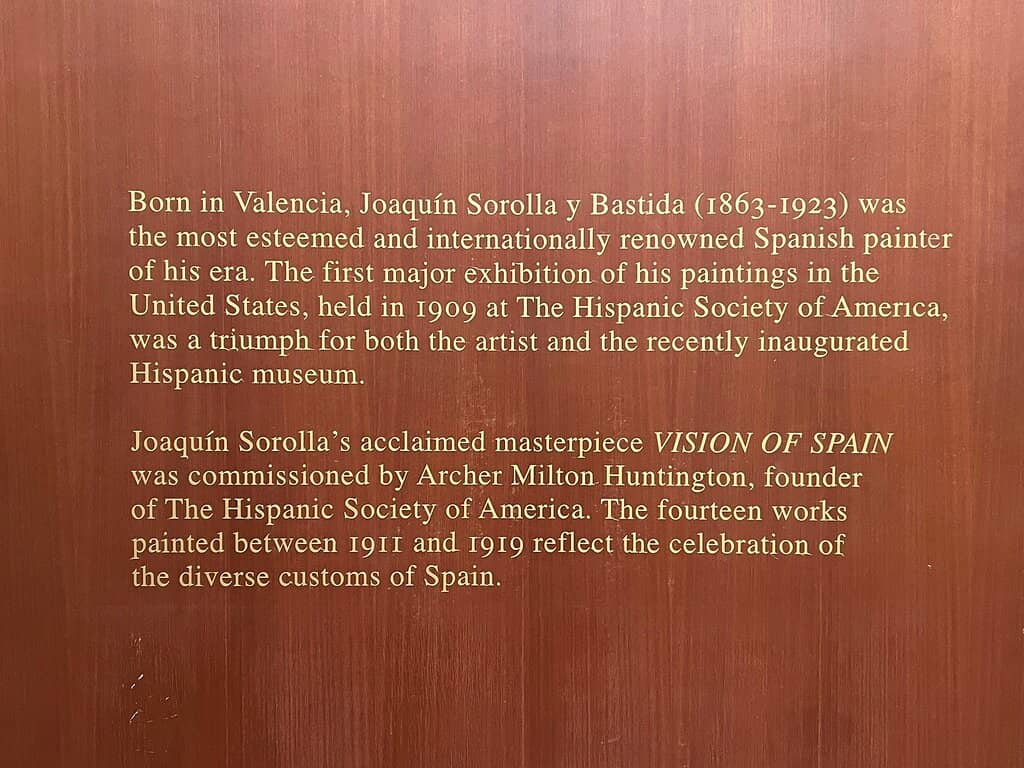 Born in Valencia, Joaquín Sorolla y Bastida (1863-1923) was
the most esteemed and internationally renowned Spanish painter
of his era. The first major exhibition of his paintings in the
United States, held in 1909 at The Hispanic Society of America,
was a triumph for both the artist and the recently inaugurated
Hispanic museum.
Joaquín Sorolla's acclaimed masterpiece VISION OF SPAIN
was commissioned by Archer Milton Huntington, founder
of The Hispanic Society of America. The fourteen works
painted between 1911 and 1919 reflect the celebration of
the diverse customs of Spain.